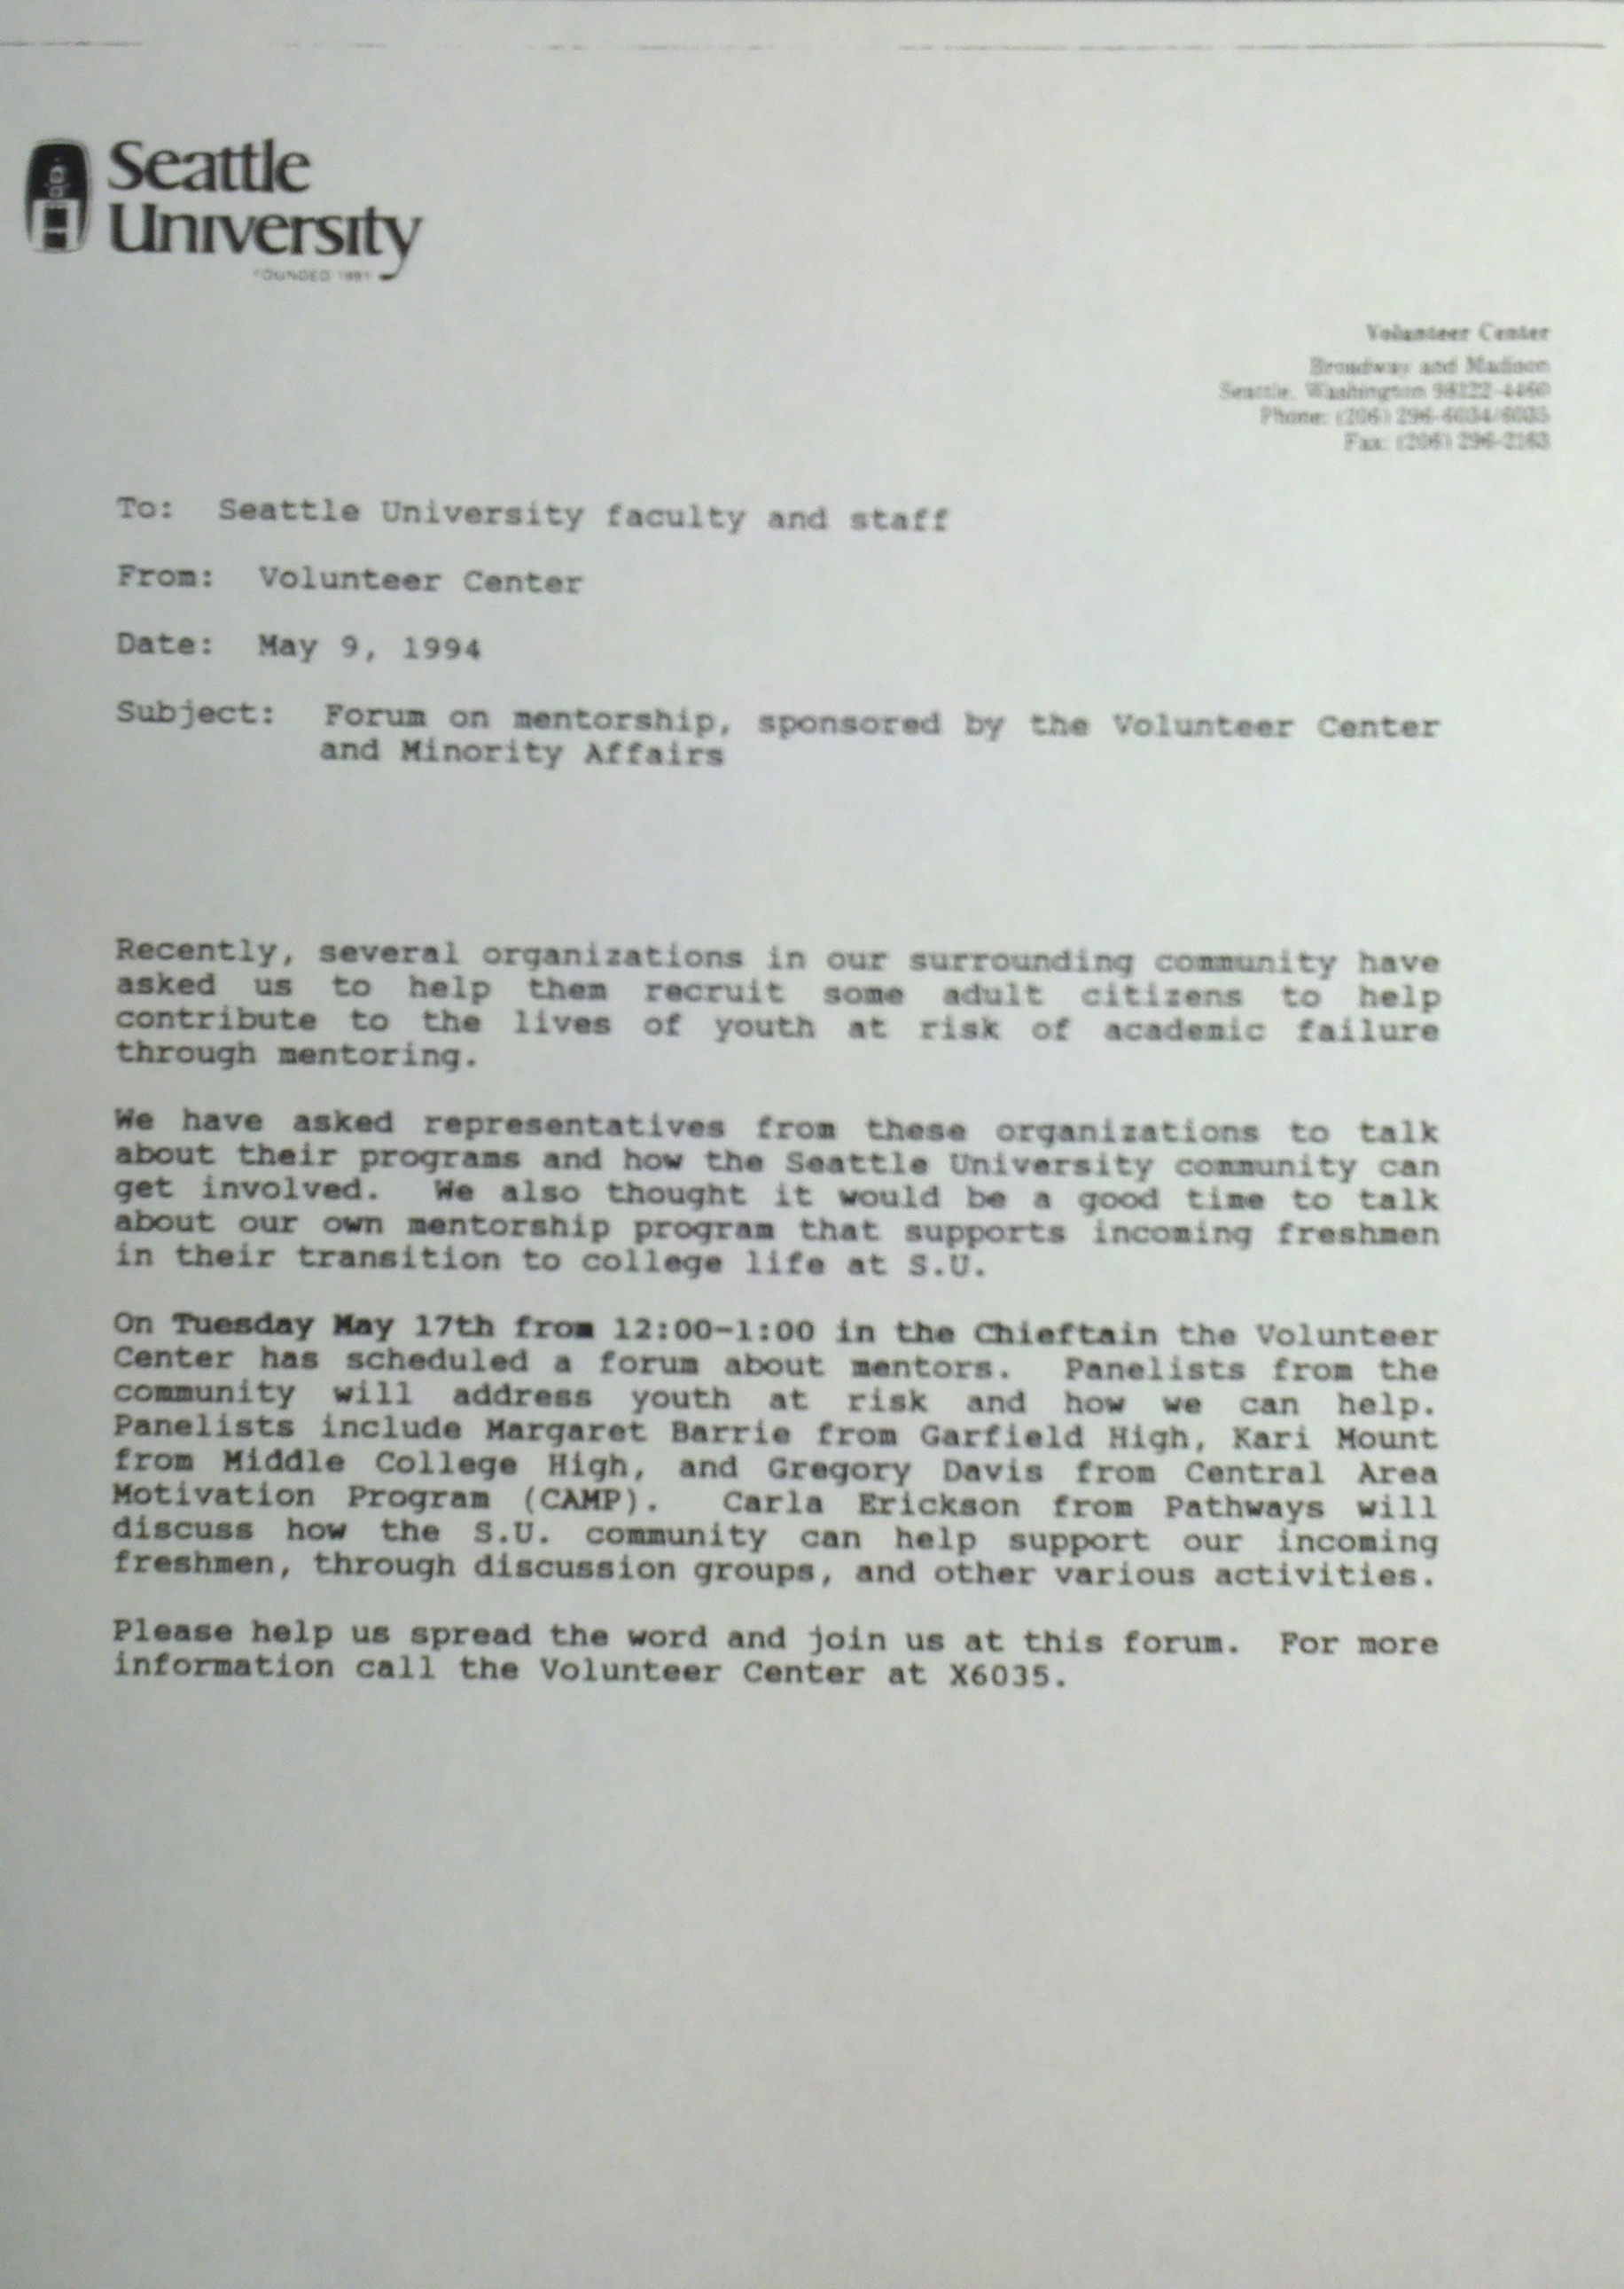 Seattle
University
FOUNDED 1891
Volunteer Center
Broadway and Madison
Seattle, Washington 98122-4460
Phone: (206) 296-6034/6035
Fax: (206) 296-2163
To:  Seattle University faculty and staff
From:  Volunteer Center
Date:  May 9, 1994
Subject:  Forum on mentorship, sponsored by the Volunteer Center
and Minority Affairs
Recently, several organizations in our surrounding community have
asked us to help them recruit some adult citizens to help
contribute to the lives of youth at risk of academic failure
through mentoring.
We have asked representatives from these organizations to talk
about their programs and how the Seattle University community can
get involved.  We also thought it would be a good time to talk
about our own mentorship program that supports incoming freshmen
in their transition to college life at S.U.
On Tuesday May 17th from 12:00-1:00 in the Chieftain the Volunteer
Center has scheduled a forum about mentors.  Panelists from the
community will address youth at risk and how we can help.
Panelists include Margaret Barrie from Garfield High, Kari Mount
from Middle College High, and Gregory Davis from Central Area
Motivation Program (CAMP).  Carla Erickson from Pathways will
discuss how the S.U. community can help support our incoming
freshmen, through discussion groups, and other various activities.
Please help us spread the word and join us at this forum.  For more
information call the Volunteer Center at X6035.